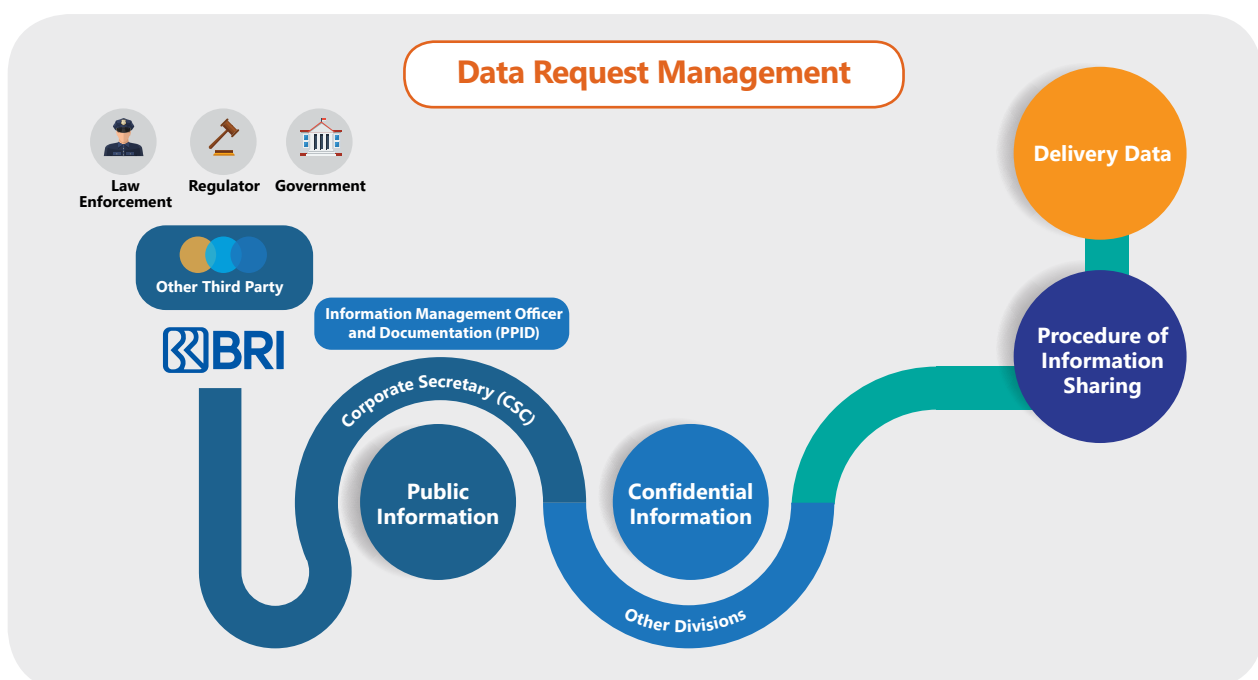 Data Request Management
Law
Enforcement
Regulator
Government
Other Third Party
BRI
Information Management Officer
and Documentation (PPID)
Corporate Secretary (CSC)
Public
Information
Confidential
Information
Other Divisions
Procedure of
Information
Sharing
Delivery Data